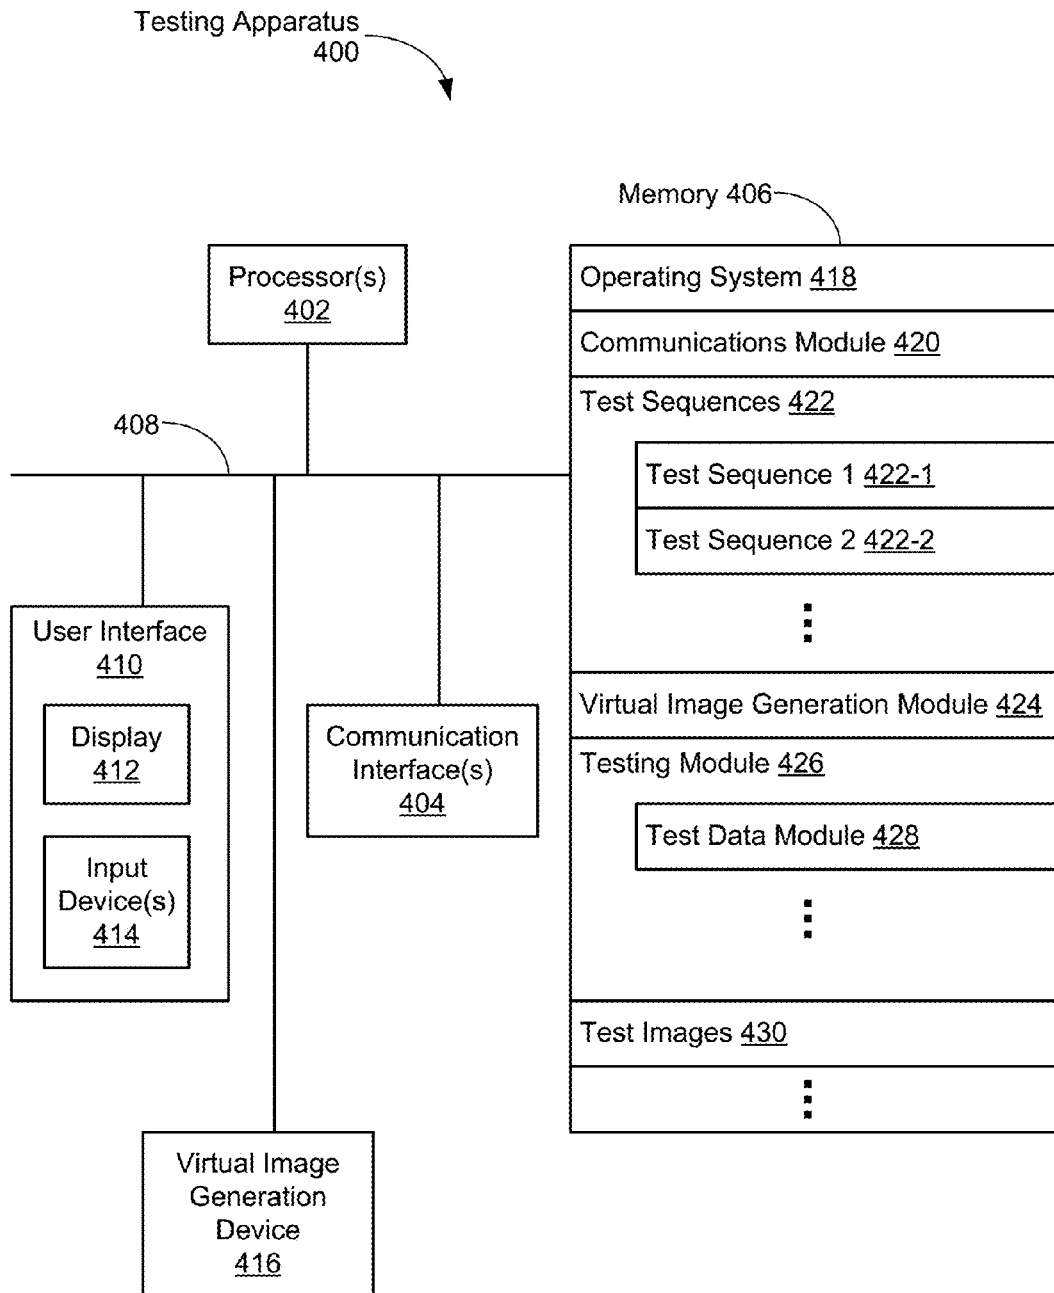 Testing Apparatus
400
Memory 406
Processor(s)
402
Operating System 418
Communications Module 420
Test Sequences 422
408
Test Sequence 1 422-1
Test Sequence 2 422-2
User Interface
410
Display
412
Input
Device(s)
414
Communication
Interface(s)
404
Virtual Image Generation Module 424
Testing Module 426
Test Data Module 428
Test Images 430
Virtual Image
Generation
Device
416